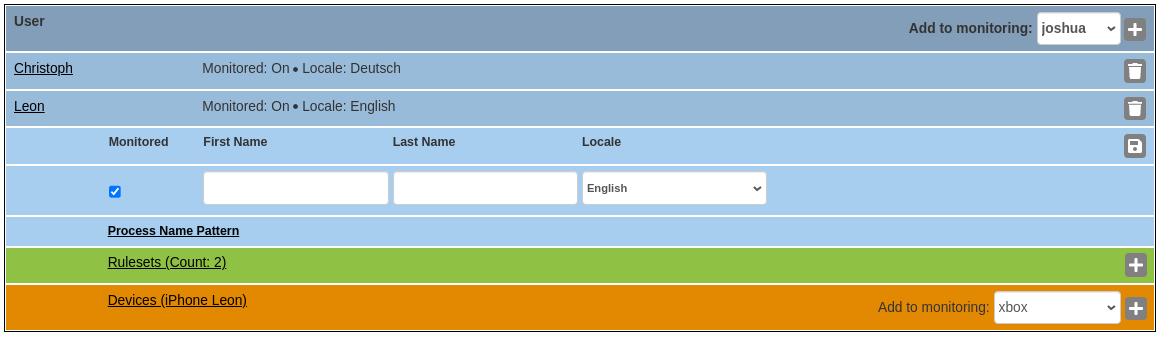 User Add to monitoring: joshua
Christoph Monitored: On • Locale: Deutsch
Leon Monitored: On • Locale: English
Monitored First Name Last Name Locale
English
Process Name Pattern
Rulesets (Count: 2)
Devices (iPhone Leon) Add to monitoring: xbox